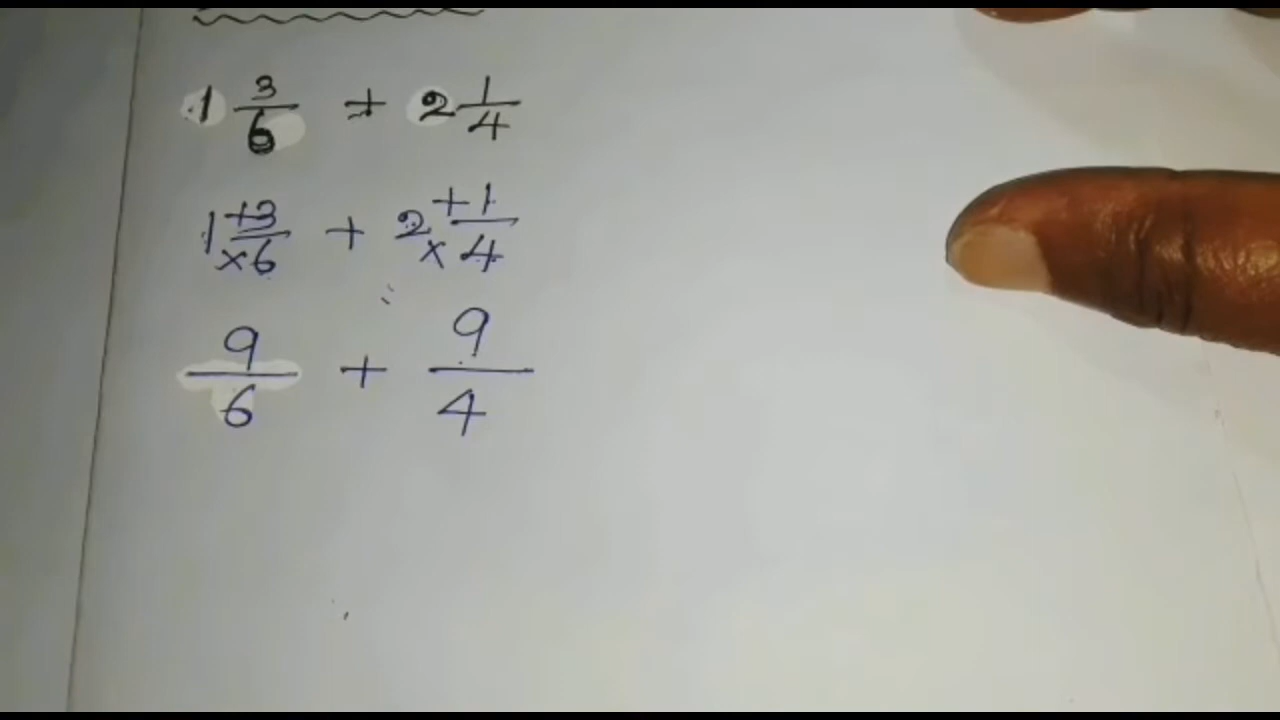 1 3/6 + 2 1/4
1 +3/×6 + 2 +1/×4
9/6 + 9/4